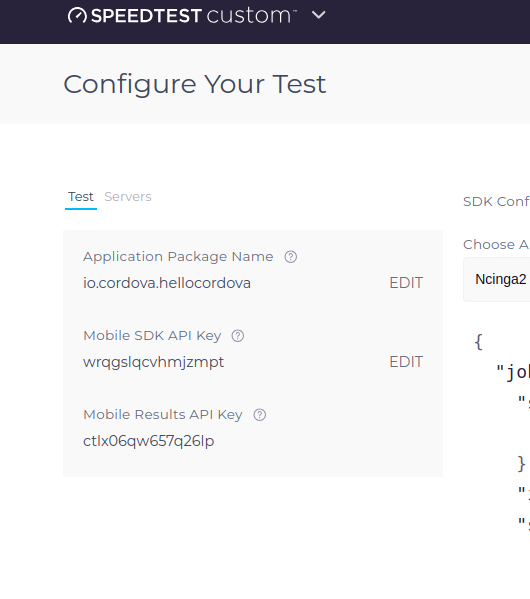 SPEEDTEST custom™
Configure Your Test
Test Servers
Application Package Name ?
io.cordova.hellocordova EDIT
Mobile SDK API Key ?
wrqgslqcvhmjzmpt EDIT
Mobile Results API Key ?
ctlx06qw657q26lp
SDK Conf
Choose A
Ncinga2
{
"jo
"
}
"
"